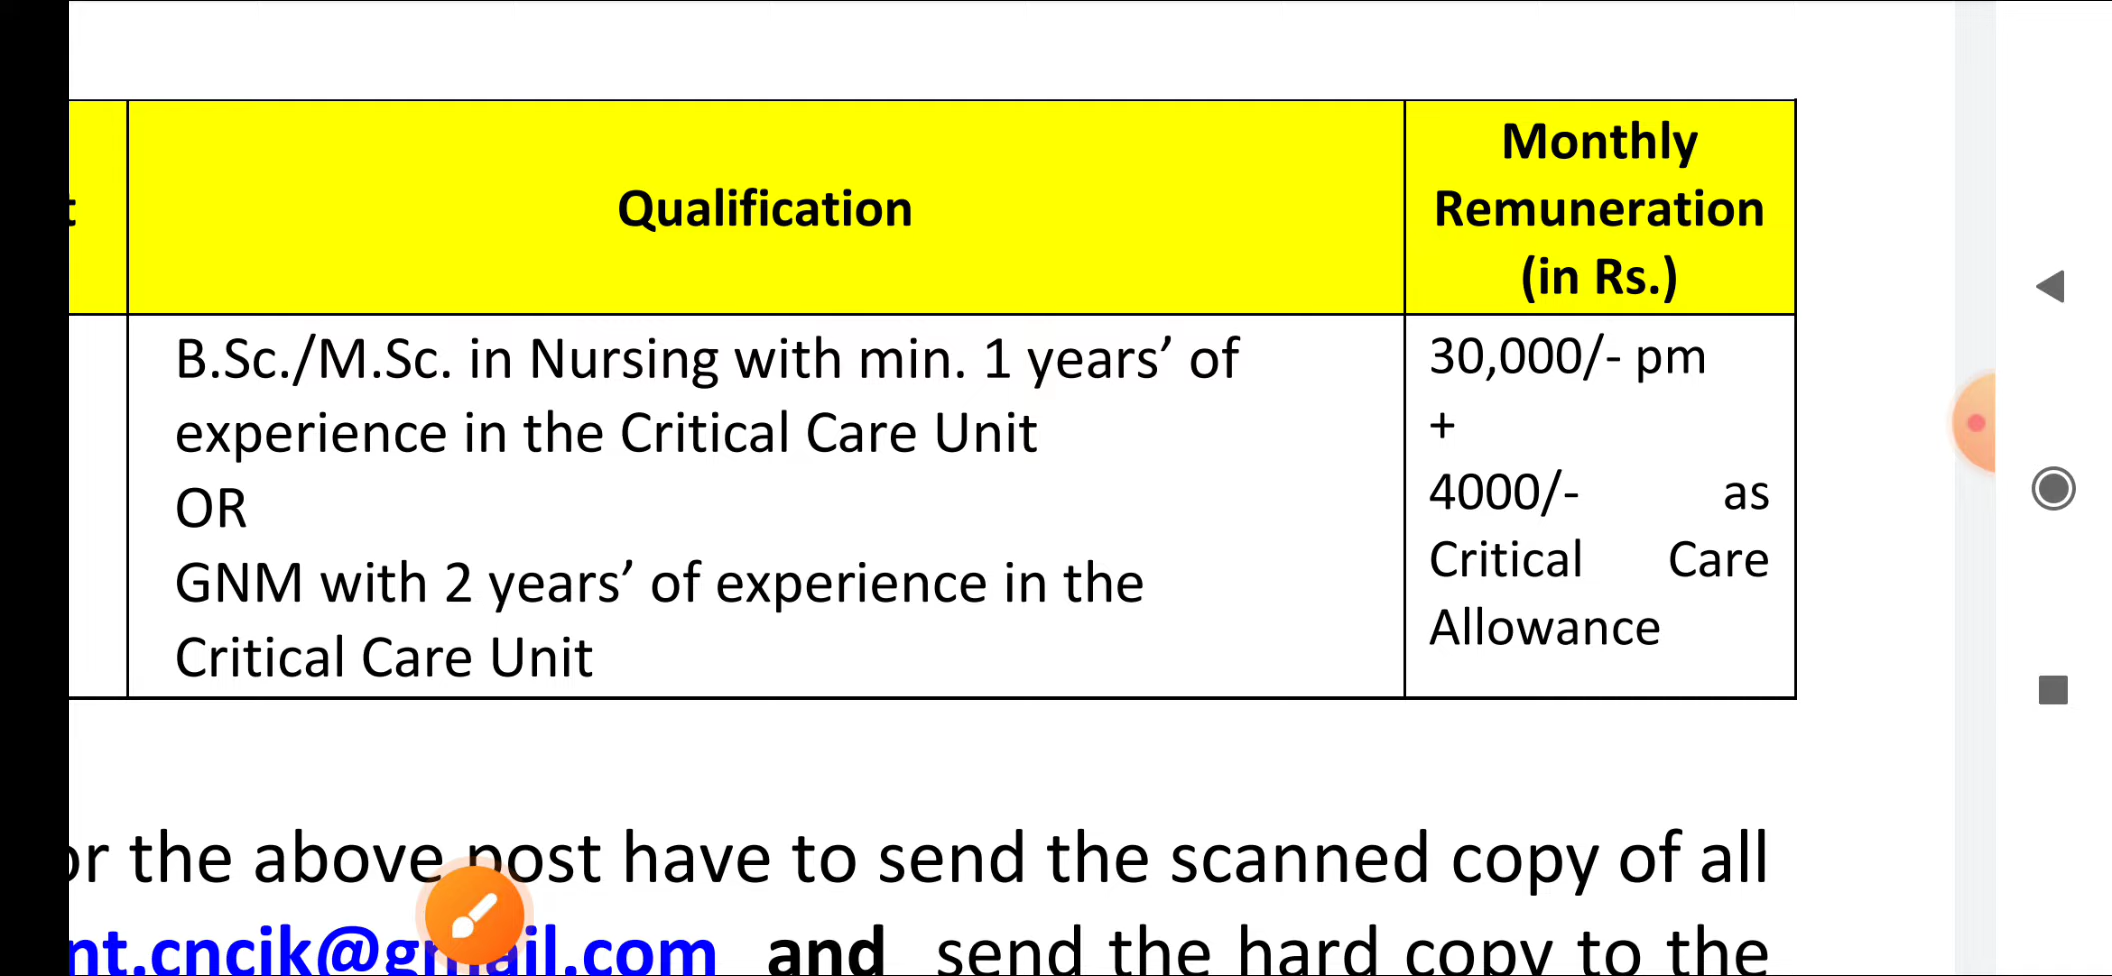 Qualification
Monthly
Remuneration
(in Rs.)
B.Sc./M.Sc. in Nursing with min. 1 years’ of
experience in the Critical Care Unit
OR
GNM with 2 years’ of experience in the
Critical Care Unit
30,000/- pm
+
4000/- as
Critical Care
Allowance
the above post have to send the scanned copy of all
and send the hard copy to the